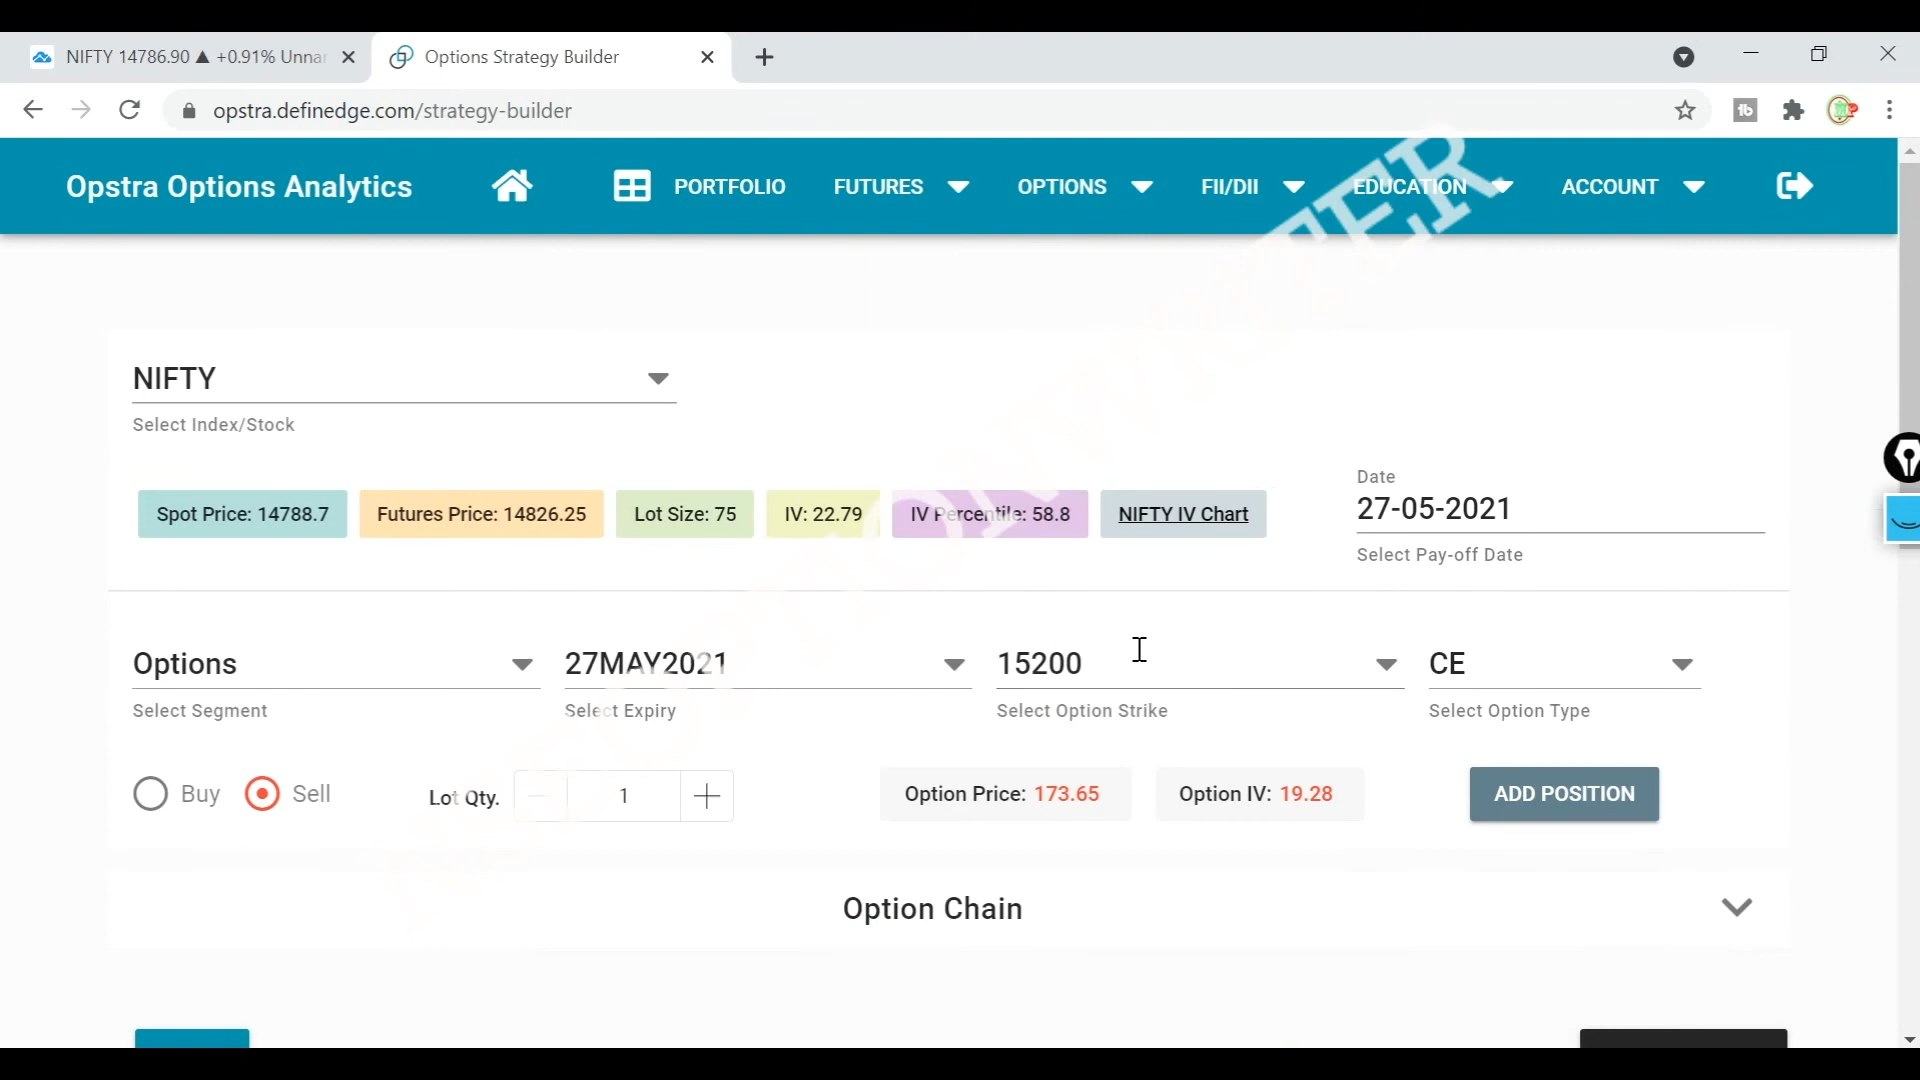 NIFTY 14786.90 ▲ +0.91% Unna
Options Strategy Builder
opstra.definedge.com/strategy-builder
Opstra Options Analytics
PORTFOLIO
FUTURES
OPTIONS
FII/DII
EDUCATION
ACCOUNT
NIFTY
Select Index/Stock
Spot Price: 14788.7
Futures Price: 14826.25
Lot Size: 75
IV: 22.79
IV Percentile: 58.8
NIFTY IV Chart
Date
27-05-2021
Select Pay-off Date
Options
27MAY2021
15200
CE
Select Segment
Select Expiry
Select Option Strike
Select Option Type
Buy
Sell
Lot Qty.
1
Option Price: 173.65
Option IV: 19.28
ADD POSITION
Option Chain